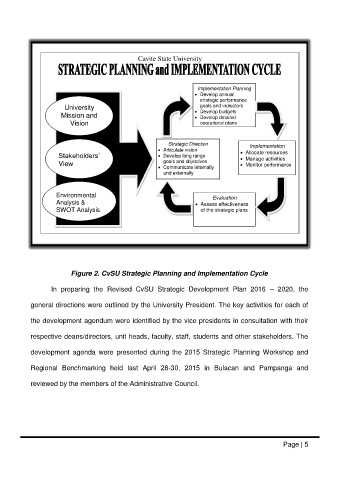 Cavite State University
STRATEGIC PLANNING and IMPLEMENTATION CYCLE
University
Mission and
Vision
Stakeholders'
View
Environmental
Analysis &
SWOT Analysis
Implementation Planning
• Develop annual
strategic performance
goals and indicators
• Develop budgets
• Develop detailed
operational plans
Strategic Direction
• Articulate vision
• Develop long range
goals and objectives
• Communicate internally
and externally
Implementation
• Allocate resources
• Manage activities
• Monitor performance
Evaluation
• Assess effectiveness
of the strategic plans
Figure 2. CvSU Strategic Planning and Implementation Cycle
In preparing the Revised CvSU Strategic Development Plan 2016 – 2020, the
general directions were outlined by the University President. The key activities for each of
the development agendum were identified by the vice presidents in consultation with their
respective deans/directors, unit heads, faculty, staff, students and other stakeholders. The
development agenda were presented during the 2015 Strategic Planning Workshop and
Regional Benchmarking held last April 28-30, 2015 in Bulacan and Pampanga and
reviewed by the members of the Administrative Council.
Page | 5